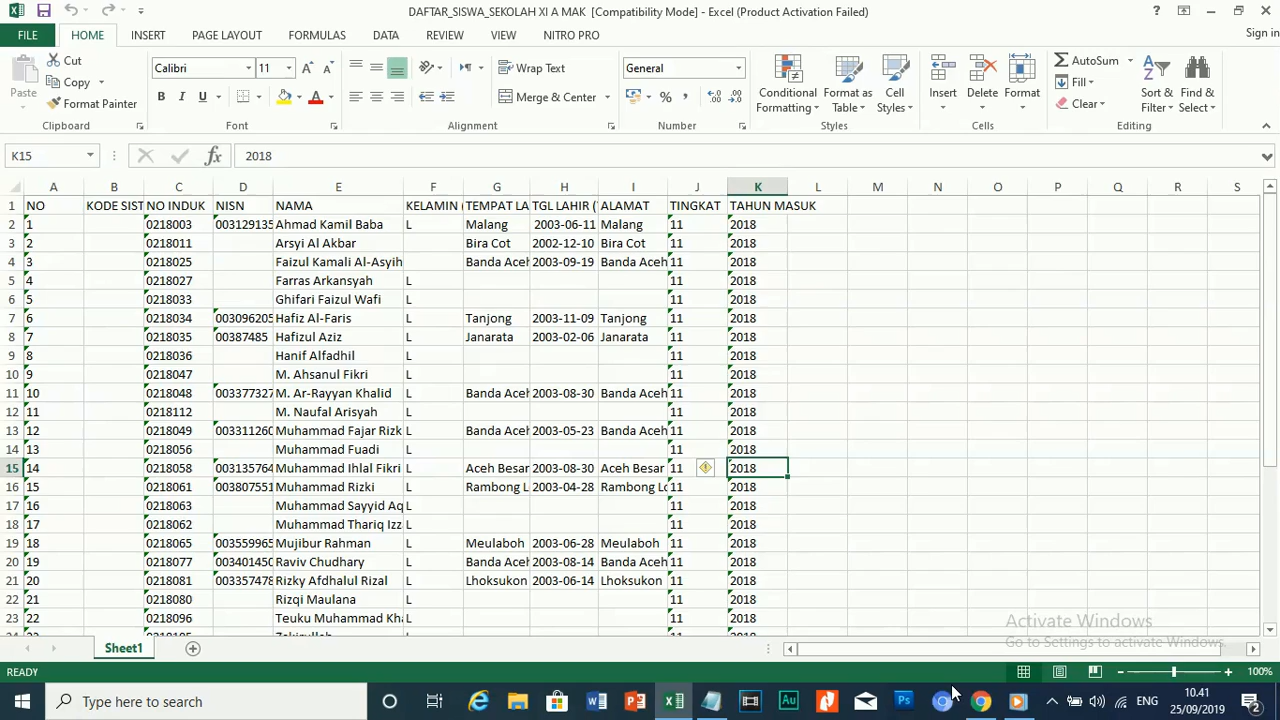 DAFTAR_SISWA_SEKOLAH XI A MAK [Compatibility Mode] - Excel (Product Activation Failed)
FILE HOME INSERT PAGE LAYOUT FORMULAS DATA REVIEW VIEW NITRO PRO Sign in
Paste Cut Copy Format Painter Clipboard
Calibri 11 B I U Font
Wrap Text Merge & Center Alignment
General % Number
Conditional Formatting Format as Table Cell Styles Styles
Insert Delete Format Cells
AutoSum Fill Clear Sort & Filter Find & Select Editing
K15 fx 2018
A B C D E F G H I J K L M N O P Q R S
1 NO KODE SIST NO INDUK NISN NAMA KELAMIN ( TEMPAT LA TGL LAHIR ( ALAMAT TINGKAT TAHUN MASUK
2 1 0218003 003129135 Ahmad Kamil Baba L Malang 2003-06-11 Malang 11 2018
3 2 0218011 Arsyi Al Akbar Bira Cot 2002-12-10 Bira Cot 11 2018
4 3 0218025 Faizul Kamali Al-Asyih Banda Aceh 2003-09-19 Banda Aceh 11 2018
5 4 0218027 Farras Arkansyah L 11 2018
6 5 0218033 Ghifari Faizul Wafi L 11 2018
7 6 0218034 003096205 Hafiz Al-Faris L Tanjong 2003-11-09 Tanjong 11 2018
8 7 0218035 00387485 Hafizul Aziz L Janarata 2003-02-06 Janarata 11 2018
9 8 0218036 Hanif Alfadhil L 11 2018
10 9 0218047 M. Ahsanul Fikri L 11 2018
11 10 0218048 003377327 M. Ar-Rayyan Khalid L Banda Aceh 2003-08-30 Banda Aceh 11 2018
12 11 0218112 M. Naufal Arisyah L 11 2018
13 12 0218049 003311260 Muhammad Fajar Rizk L Banda Aceh 2003-05-23 Banda Aceh 11 2018
14 13 0218056 Muhammad Fuadi L 11 2018
15 14 0218058 003135764 Muhammad Ihlal Fikri L Aceh Besar 2003-08-30 Aceh Besar 11 2018
16 15 0218061 003807551 Muhammad Rizki L Rambong L 2003-04-28 Rambong Lo 11 2018
17 16 0218063 Muhammad Sayyid Aq L 11 2018
18 17 0218062 Muhammad Thariq Izz L 11 2018
19 18 0218065 003559965 Mujibur Rahman L Meulaboh 2003-06-28 Meulaboh 11 2018
20 19 0218077 003401450 Raviv Chudhary L Banda Aceh 2003-08-14 Banda Aceh 11 2018
21 20 0218081 003357478 Rizky Afdhalul Rizal L Lhoksukon 2003-06-14 Lhoksukon 11 2018
22 21 0218080 Rizqi Maulana L 11 2018
23 22 0218096 Teuku Muhammad Kha L 11 2018
Activate Windows
Go to Settings to activate Windows.
Sheet1
READY 100%
Type here to search ENG 10.41
25/09/2019 2